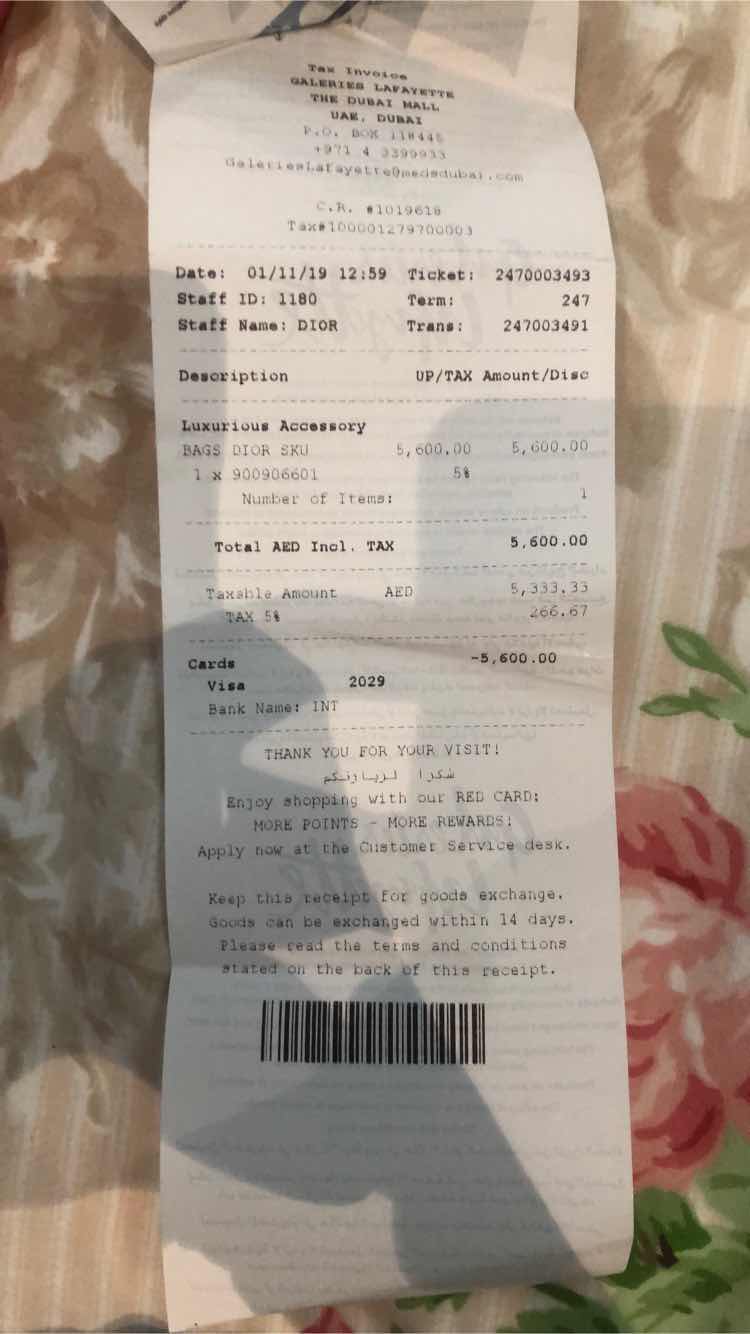 Tax Invoice
GALERIES LAFAYETTE
THE DUBAI MALL
UAE, DUBAI
P.O. BOX 118445
+971 4 3399933
GaleriesLafayette@medsdubai.com
C.R. #1019618
Tax#100001279700003
Date: 01/11/19 12:59 Ticket: 2470003493
Staff ID: 1180 Term: 247
Staff Name: DIOR Trans: 247003491
Description UP/TAX Amount/Disc
Luxurious Accessory
BAGS DIOR SKU 5,600.00 5,600.00
1 x 900906601 5%
Number of Items: 1
Total AED Incl. TAX 5,600.00
Taxable Amount AED 5,333.33
TAX 5% 266.67
Cards -5,600.00
Visa 2029
Bank Name: INT
THANK YOU FOR YOUR VISIT!
شكرا لزيارتكم
Enjoy shopping with our RED CARD:
MORE POINTS - MORE REWARDS!
Apply now at the Customer Service desk.
Keep this receipt for goods exchange.
Goods can be exchanged within 14 days.
Please read the terms and conditions
stated on the back of this receipt.